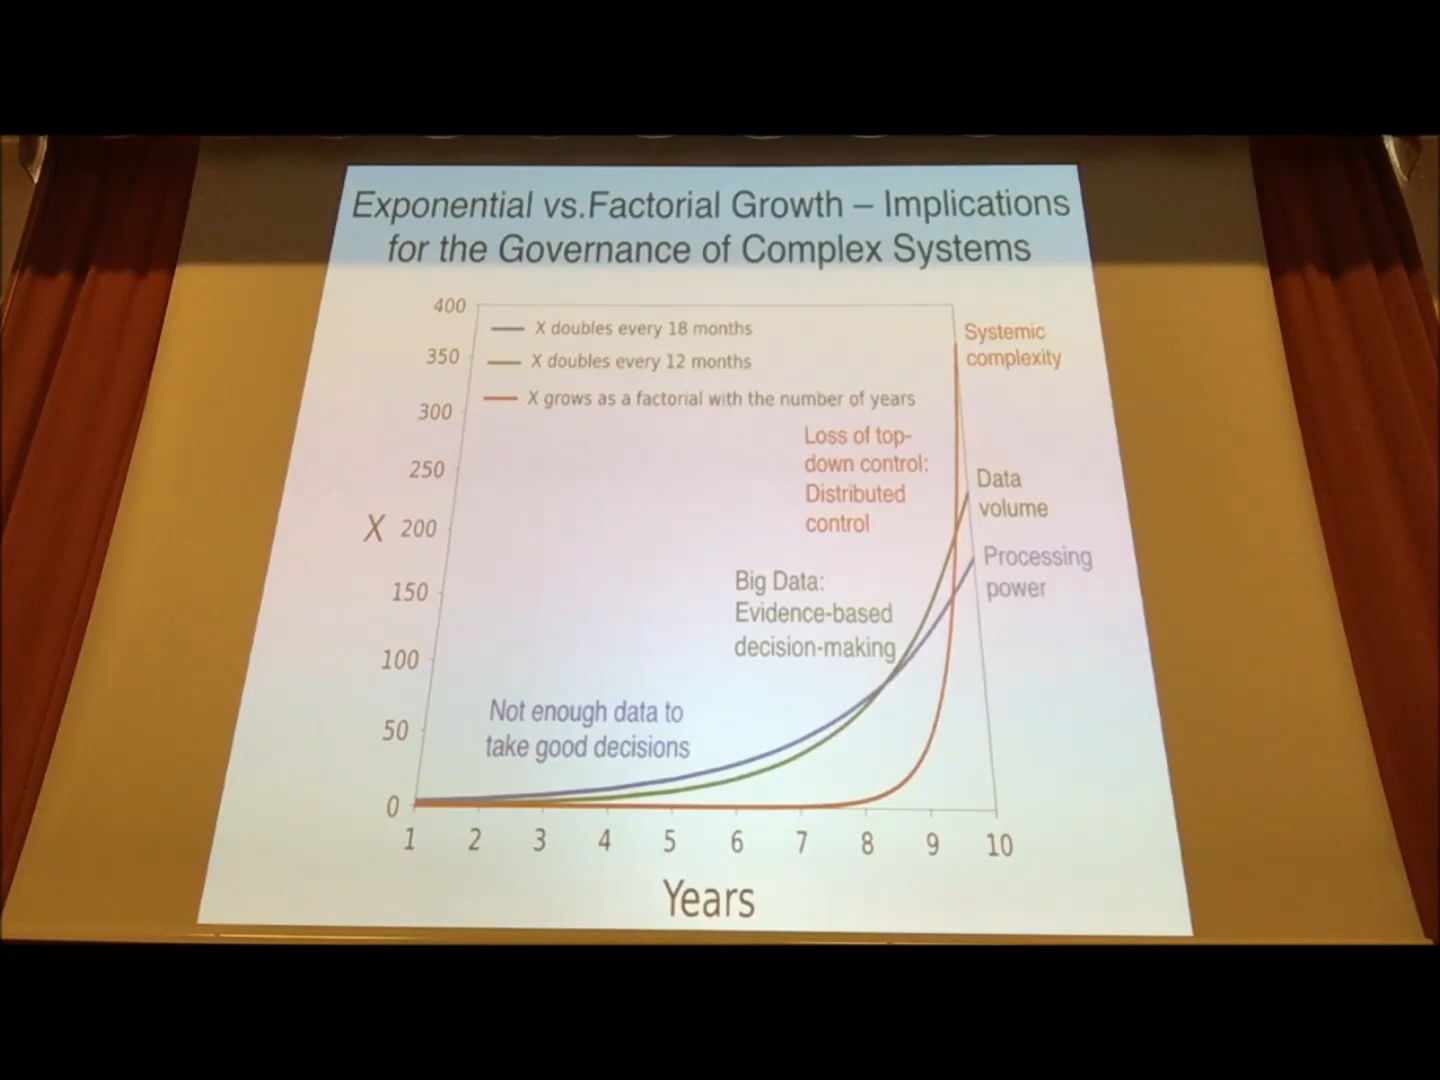 Exponential vs.Factorial Growth – Implications
for the Governance of Complex Systems
400
350
300
250
200
150
100
50
0
X
X doubles every 18 months
X doubles every 12 months
X grows as a factorial with the number of years
Systemic
complexity
Loss of top-
down control:
Distributed
control
Data
volume
Processing
power
Big Data:
Evidence-based
decision-making
Not enough data to
take good decisions
1 2 3 4 5 6 7 8 9 10
Years